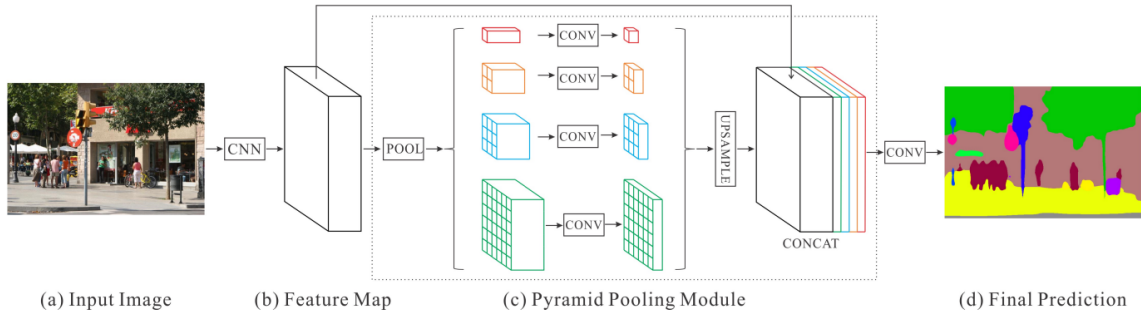 CNN
POOL
CONV
CONV
CONV
CONV
UPSAMPLE
CONCAT
CONV
(a) Input Image
(b) Feature Map
(c) Pyramid Pooling Module
(d) Final Prediction